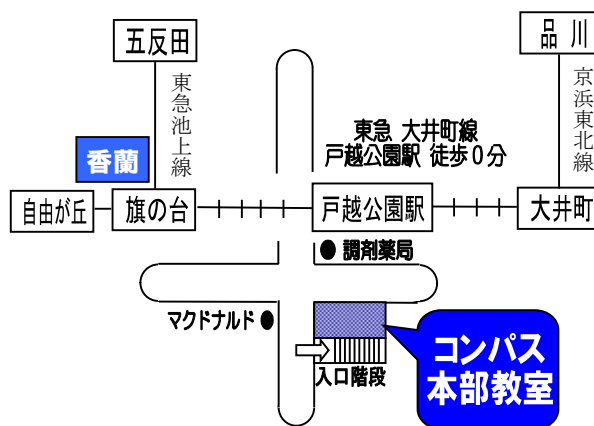 五反田
品川
東急池上線
京浜東北線
東急 大井町線
戸越公園駅 徒歩0分
香蘭
自由が丘
旗の台
戸越公園駅
大井町
調剤薬局
マクドナルド
入口階段
コンパス
本部教室